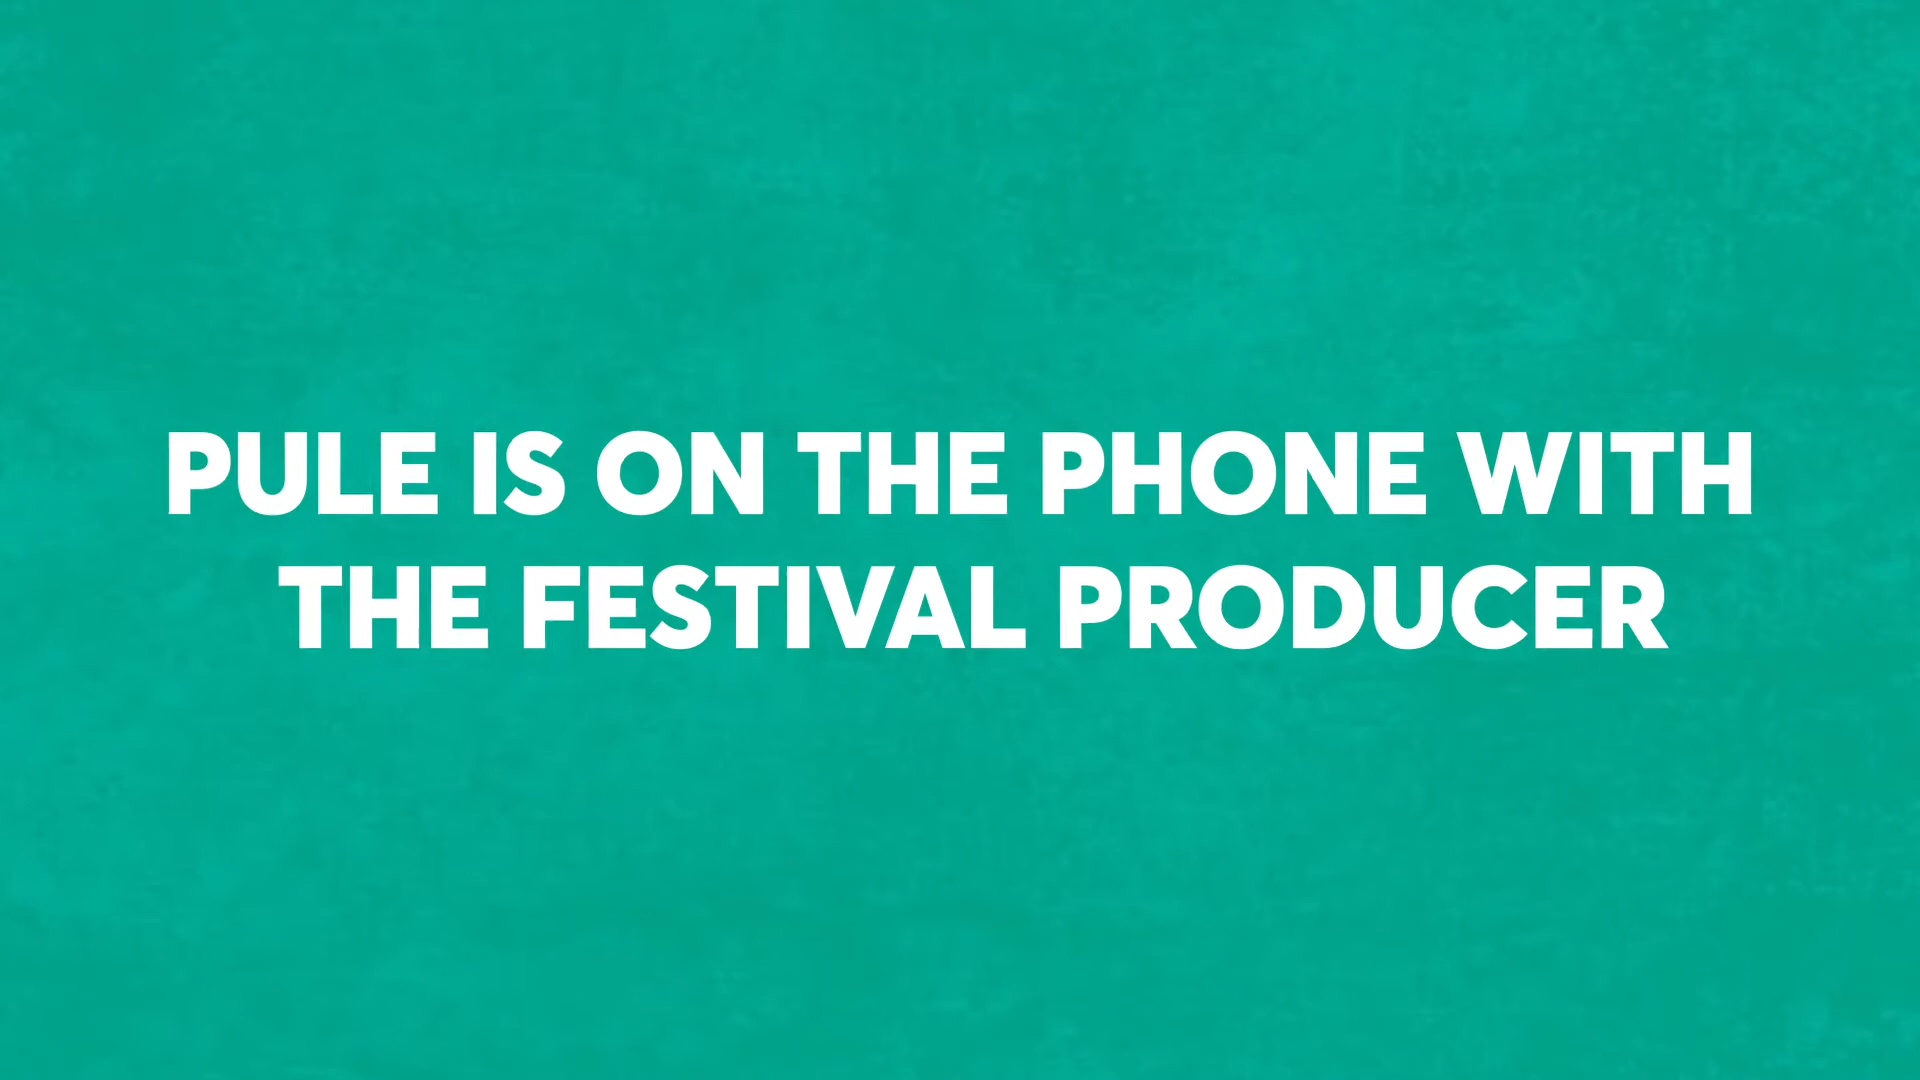 PULE IS ON THE PHONE WITH
THE FESTIVAL PRODUCER